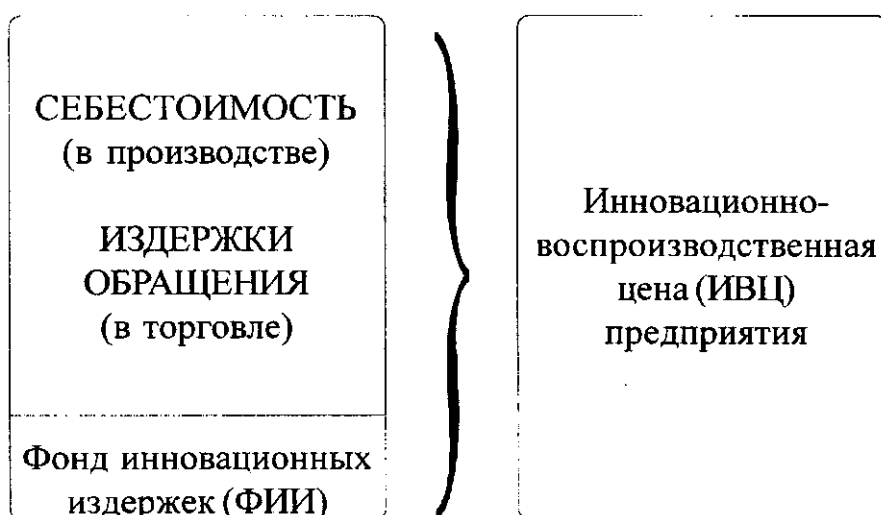 СЕБЕСТОИМОСТЬ
(в производстве)
ИЗДЕРЖКИ
ОБРАЩЕНИЯ
(в торговле)
Фонд инновационных
издержек (ФИИ)
Инновационно-
воспроизводственная
цена (ИВЦ)
предприятия